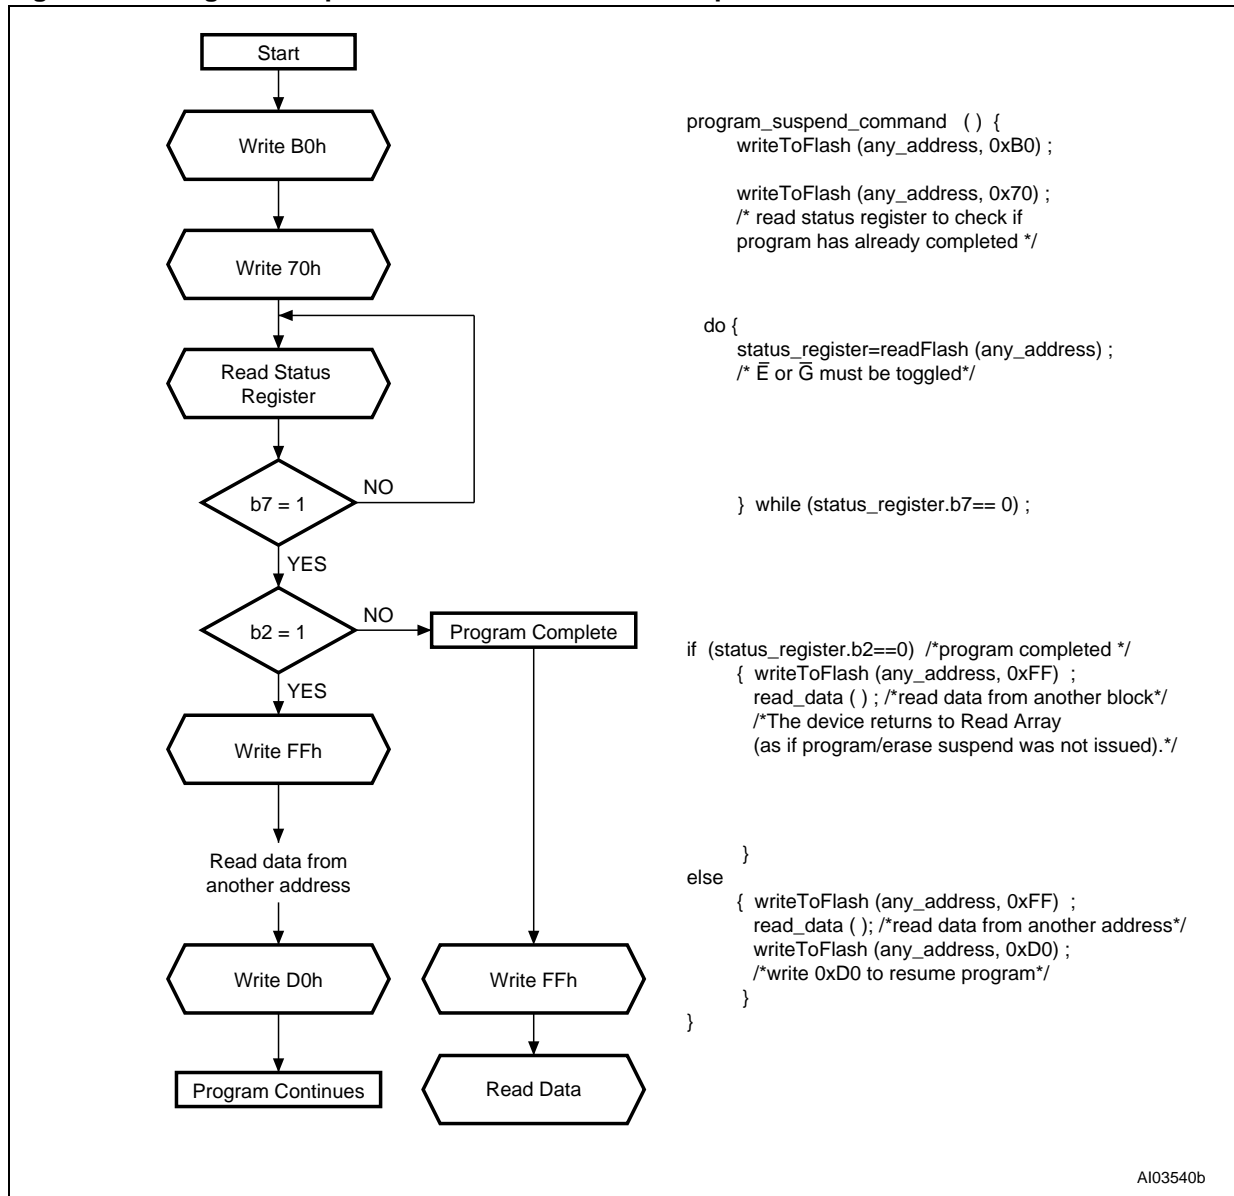 Start
Write B0h
Write 70h
Read Status
Register
b7 = 1
NO
YES
b2 = 1
NO
Program Complete
YES
Write FFh
Read data from
another address
Write D0h
Write FFh
Program Continues
Read Data
program_suspend_command ( ) {
writeToFlash (any_address, 0xB0) ;
writeToFlash (any_address, 0x70) ;
/* read status register to check if
program has already completed */
do {
status_register=readFlash (any_address) ;
/* E̅ or G̅ must be toggled*/
} while (status_register.b7== 0) ;
if (status_register.b2==0) /*program completed */
{ writeToFlash (any_address, 0xFF) ;
read_data ( ) ; /*read data from another block*/
/*The device returns to Read Array
(as if program/erase suspend was not issued).*/
}
else
{ writeToFlash (any_address, 0xFF) ;
read_data ( ); /*read data from another address*/
writeToFlash (any_address, 0xD0) ;
/*write 0xD0 to resume program*/
}
}
AI03540b